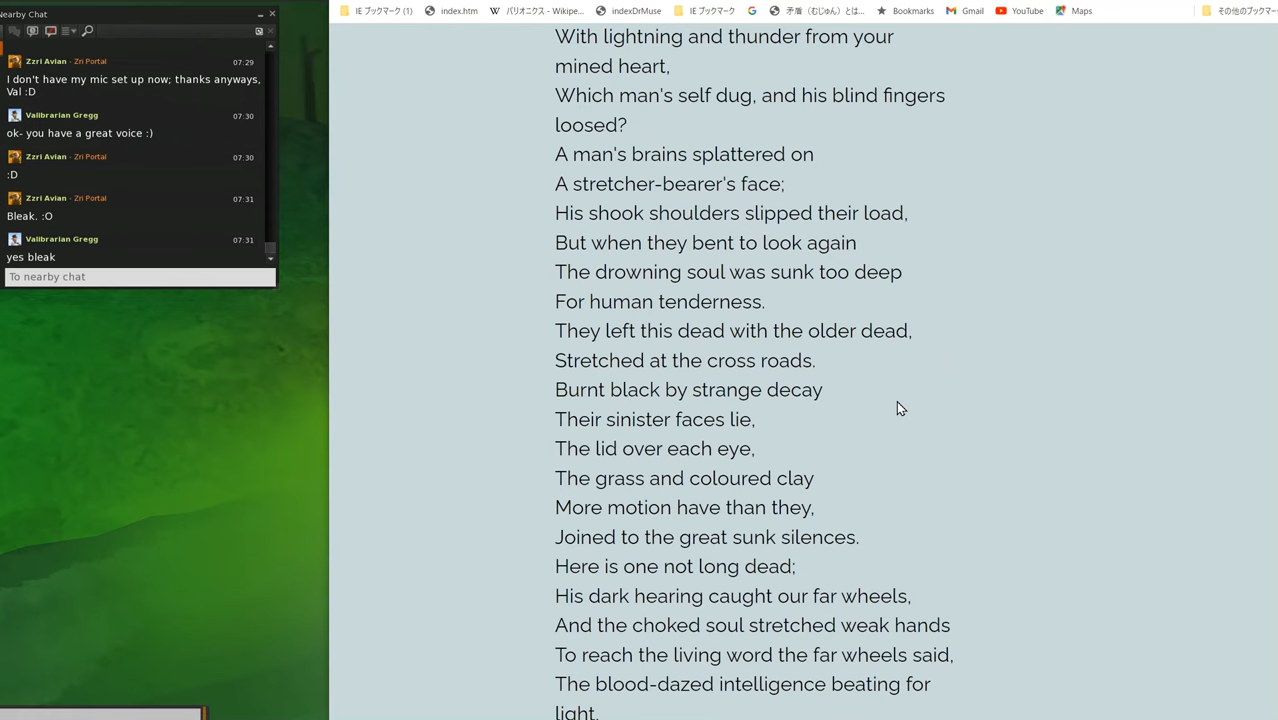 Nearby Chat
Zzri Avian - Zri Portal 07:29
I don't have my mic set up now; thanks anyways,
Val :D
Valibrarian Gregg 07:30
ok- you have a great voice :)
Zzri Avian - Zri Portal 07:30
:D
Zzri Avian - Zri Portal 07:31
Bleak. :O
Valibrarian Gregg 07:31
yes bleak
To nearby chat
IE ブックマーク (1) index.htm パリオニクス - Wikipe... indexDrMuse IE ブックマーク 矛盾（むじゅん）とは... Bookmarks Gmail YouTube Maps その他のブックマーク
With lightning and thunder from your
mined heart,
Which man's self dug, and his blind fingers
loosed?
A man's brains splattered on
A stretcher-bearer's face;
His shook shoulders slipped their load,
But when they bent to look again
The drowning soul was sunk too deep
For human tenderness.
They left this dead with the older dead,
Stretched at the cross roads.
Burnt black by strange decay
Their sinister faces lie,
The lid over each eye,
The grass and coloured clay
More motion have than they,
Joined to the great sunk silences.
Here is one not long dead;
His dark hearing caught our far wheels,
And the choked soul stretched weak hands
To reach the living word the far wheels said,
The blood-dazed intelligence beating for
light,